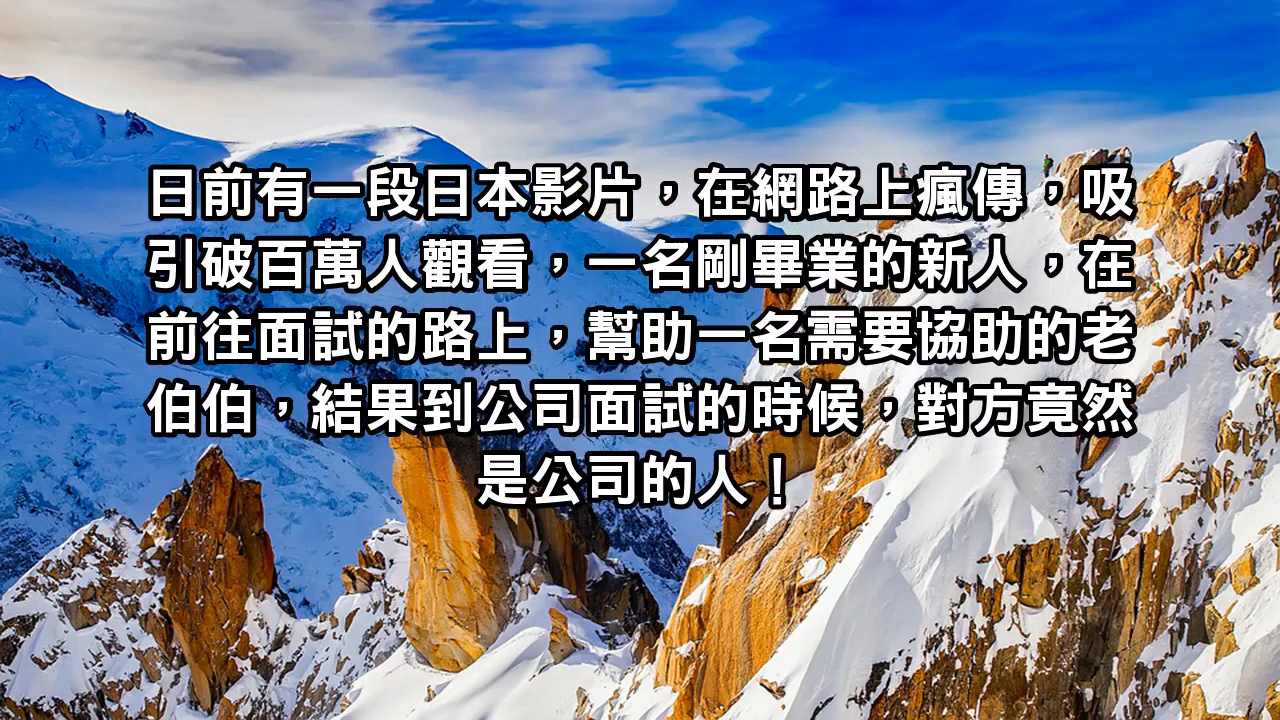 日前有一段日本影片，在網路上瘋傳，吸
引破百萬人觀看，一名剛畢業的新人，在
前往面試的路上，幫助一名需要協助的老
伯伯，結果到公司面試的時候，對方竟然
是公司的人！